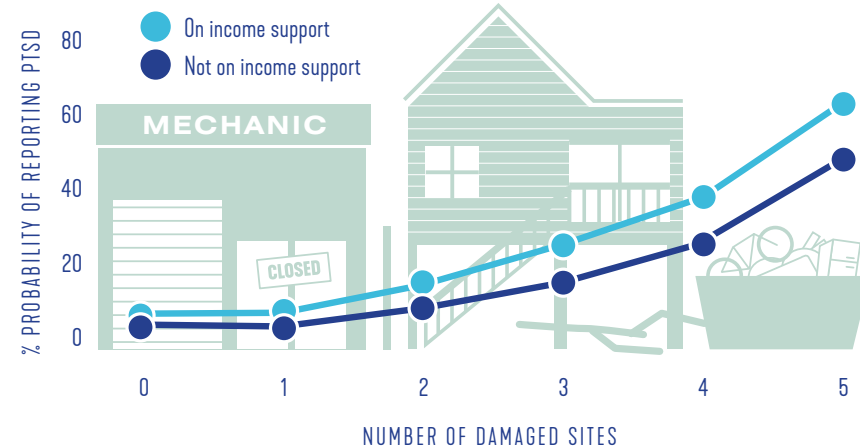 % PROBABILITY OF REPORTING PTSD
80
60
40
20
0
On income support
Not on income support
MECHANIC
CLOSED
0 1 2 3 4 5
NUMBER OF DAMAGED SITES